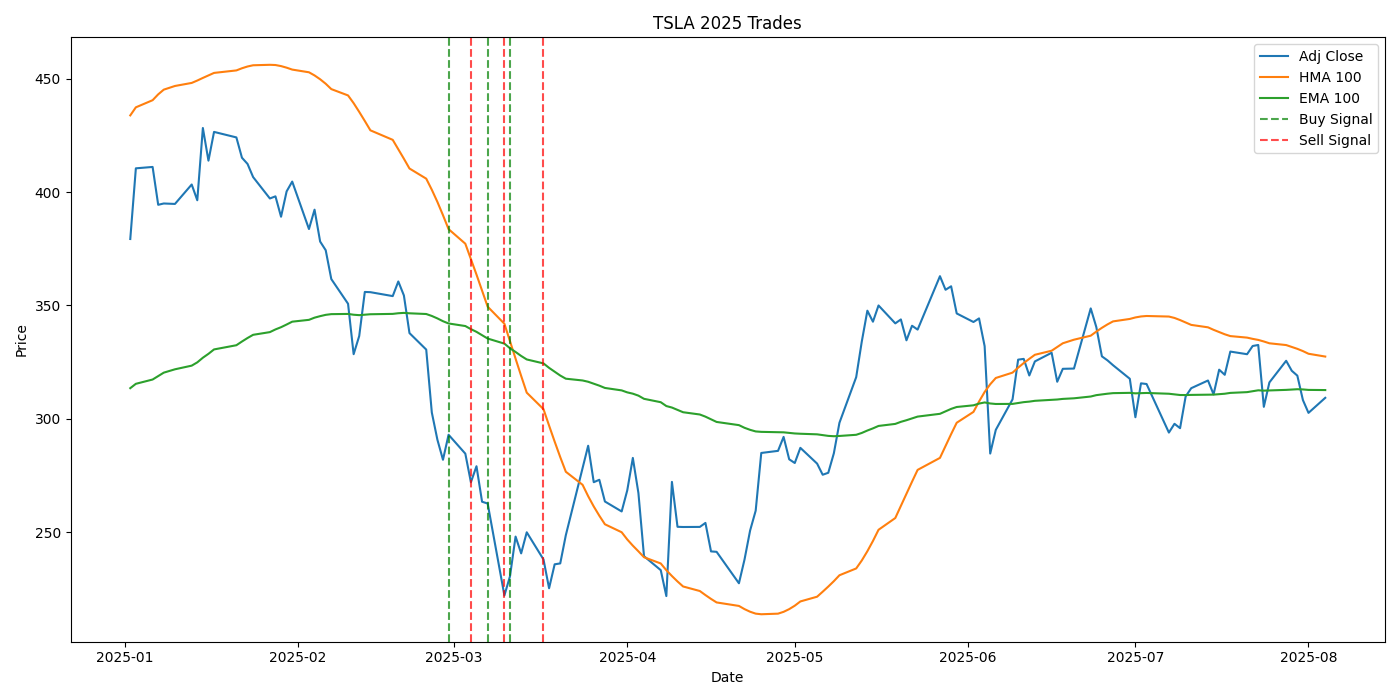 TSLA 2025 Trades
Adj Close
HMA 100
EMA 100
Buy Signal
Sell Signal
Price
450
400
350
300
250
2025-01
2025-02
2025-03
2025-04
2025-05
2025-06
2025-07
2025-08
Date